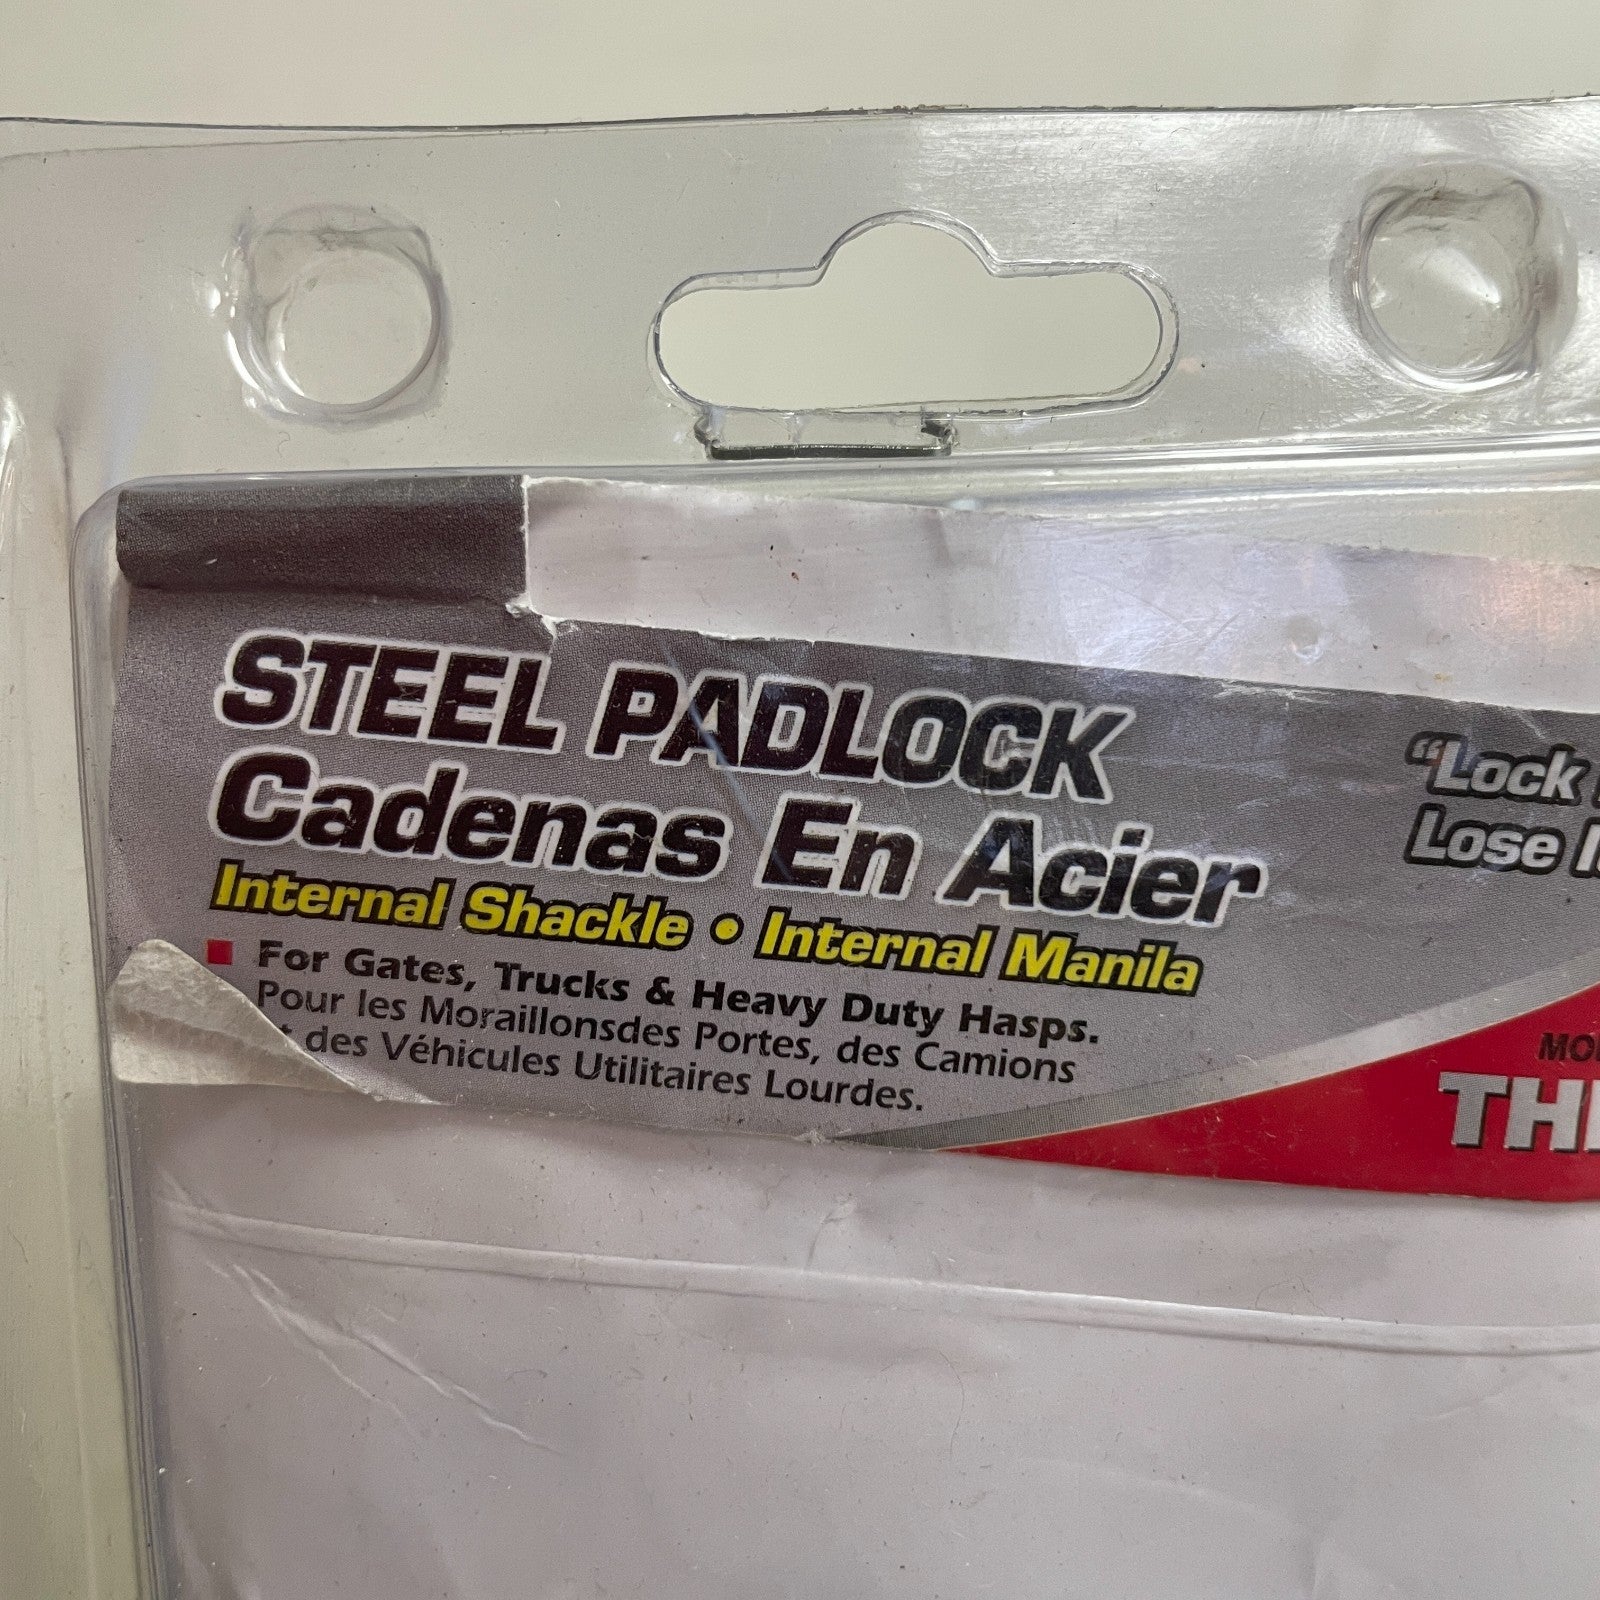 STEEL PADLOCK
Cadenas En Acier
Internal Shackle • Internal Manila
For Gates, Trucks & Heavy Duty Hasps.
Pour les Moraillonsdes Portes, des Camions
des Véhicules Utilitaires Lourdes.
"Lock
Lose